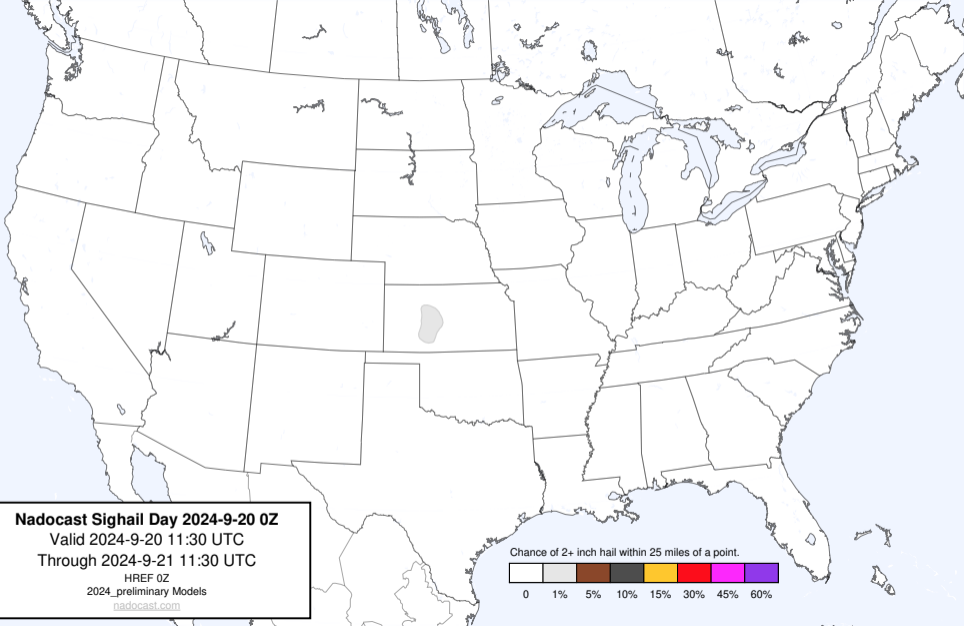 Nadocast Sighail Day 2024-9-20 0Z
Valid 2024-9-20 11:30 UTC
Through 2024-9-21 11:30 UTC
HREF 0Z
2024_preliminary Models
nadocast.com
Chance of 2+ inch hail within 25 miles of a point.
0 1% 5% 10% 15% 30% 45% 60%